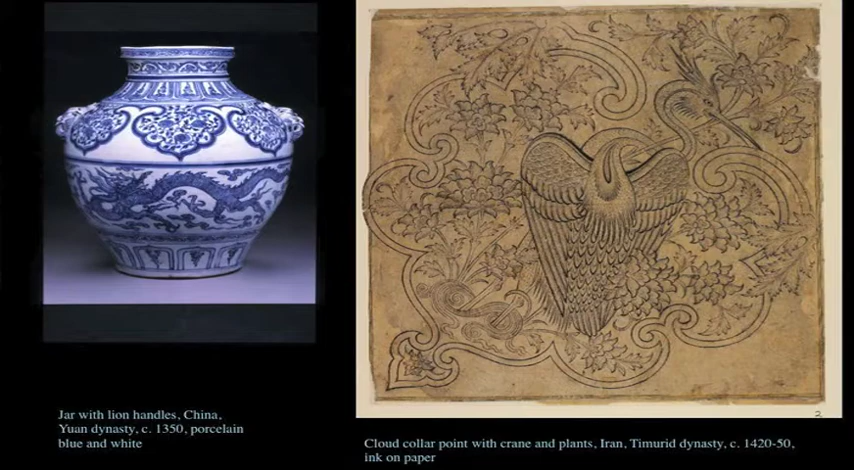 Jar with lion handles, China,
Yuan dynasty, c. 1350, porcelain
blue and white
2
Cloud collar point with crane and plants, Iran, Timurid dynasty, c. 1420-50,
ink on paper